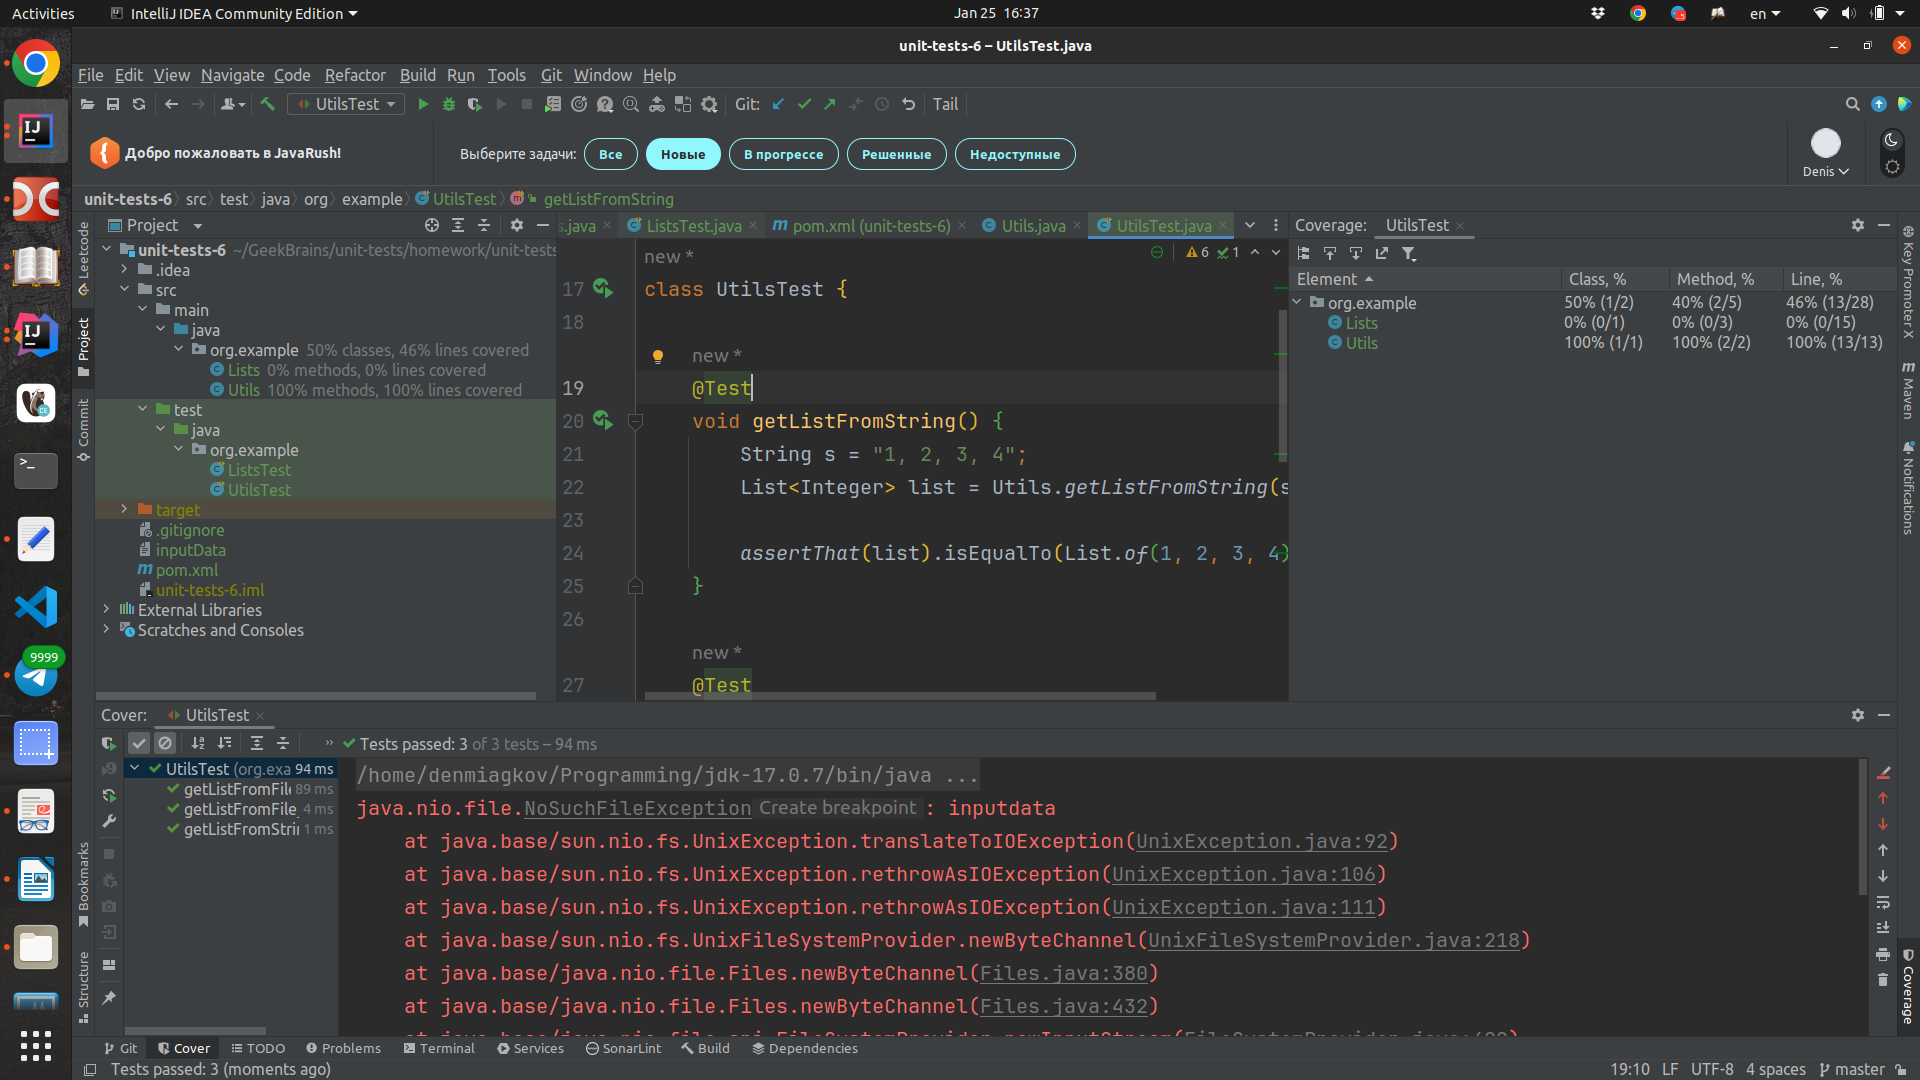 Activities
IntelliJ IDEA Community Edition
Jan 25 16:37
en
unit-tests-6 – UtilsTest.java
File Edit View Navigate Code Refactor Build Run Tools Git Window Help
UtilsTest
Git:
Tail
Добро пожаловать в JavaRush!
Выберите задачи:
Все
Новые
В прогрессе
Решенные
Недоступные
Denis
unit-tests-6 src test java org example UtilsTest getListFromString
Leetcode
Project
Commit
Bookmarks
Structure
9999
Project
unit-tests-6 ~/GeekBrains/unit-tests/homework/unit-tests
.idea
src
main
java
org.example 50% classes, 46% lines covered
Lists 0% methods, 0% lines covered
Utils 100% methods, 100% lines covered
test
java
org.example
ListsTest
UtilsTest
target
.gitignore
inputData
pom.xml
unit-tests-6.iml
External Libraries
Scratches and Consoles
s.java
ListsTest.java
pom.xml (unit-tests-6)
Utils.java
UtilsTest.java
6 1
new *
17 class UtilsTest {
18
new *
19 @Test
20 void getListFromString() {
21 String s = "1, 2, 3, 4";
22 List<Integer> list = Utils.getListFromString(s
23
24 assertThat(list).isEqualTo(List.of(1, 2, 3, 4)
25 }
26
new *
27 @Test
Coverage: UtilsTest
Element Class, % Method, % Line, %
org.example 50% (1/2) 40% (2/5) 46% (13/28)
Lists 0% (0/1) 0% (0/3) 0% (0/15)
Utils 100% (1/1) 100% (2/2) 100% (13/13)
Key Promoter X
Maven
Notifications
Coverage
Cover: UtilsTest
Tests passed: 3 of 3 tests – 94 ms
UtilsTest (org.exa 94 ms
getListFromFile 89 ms
getListFromFile_ 4 ms
getListFromStri 1 ms
/home/denmiagkov/Programming/jdk-17.0.7/bin/java ...
java.nio.file.NoSuchFileException Create breakpoint : inputdata
at java.base/sun.nio.fs.UnixException.translateToIOException(UnixException.java:92)
at java.base/sun.nio.fs.UnixException.rethrowAsIOException(UnixException.java:106)
at java.base/sun.nio.fs.UnixException.rethrowAsIOException(UnixException.java:111)
at java.base/sun.nio.fs.UnixFileSystemProvider.newByteChannel(UnixFileSystemProvider.java:218)
at java.base/java.nio.file.Files.newByteChannel(Files.java:380)
at java.base/java.nio.file.Files.newByteChannel(Files.java:432)
Git Cover TODO Problems Terminal Services SonarLint Build Dependencies
Tests passed: 3 (moments ago)
19:10 LF UTF-8 4 spaces master